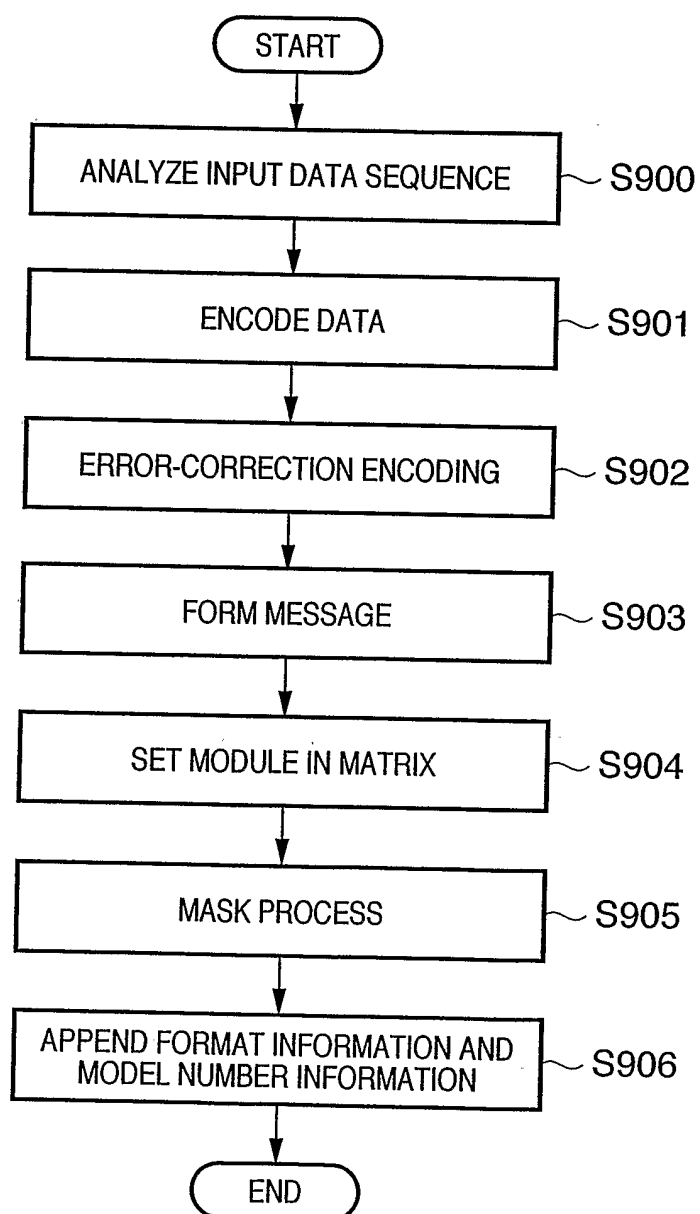 START
ANALYZE INPUT DATA SEQUENCE
S900
ENCODE DATA
S901
ERROR-CORRECTION ENCODING
S902
FORM MESSAGE
S903
SET MODULE IN MATRIX
S904
MASK PROCESS
S905
APPEND FORMAT INFORMATION AND
MODEL NUMBER INFORMATION
S906
END